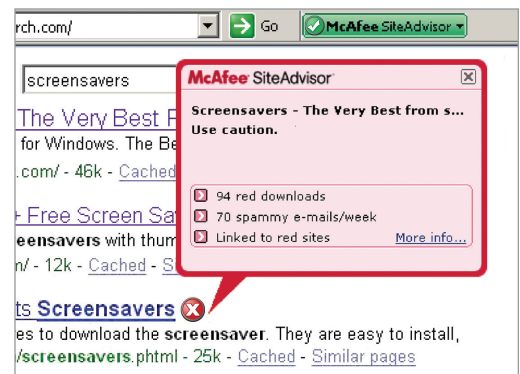 rch.com/ Go McAfee SiteAdvisor
screensavers
McAfee SiteAdvisor
Screensavers - The Very Best from s...
Use caution.
94 red downloads
70 spammy e-mails/week
Linked to red sites More info...
The Very Best
for Windows. The Be
.com/ - 46k - Cached
Free Screen Sa
eensavers with thum
/ - 12k - Cached - S
ts Screensavers
es to download the screensaver. They are easy to install,
/screensavers.phtml - 25k - Cached - Similar pages